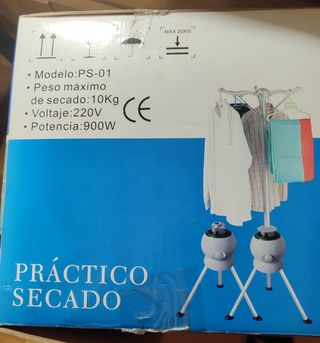 MAX 20KG
• Modelo:PS-01
• Peso máximo
de secado:10Kg
• Voltaje:220V
• Potencia:900W
CE
PRÁCTICO
SECADO